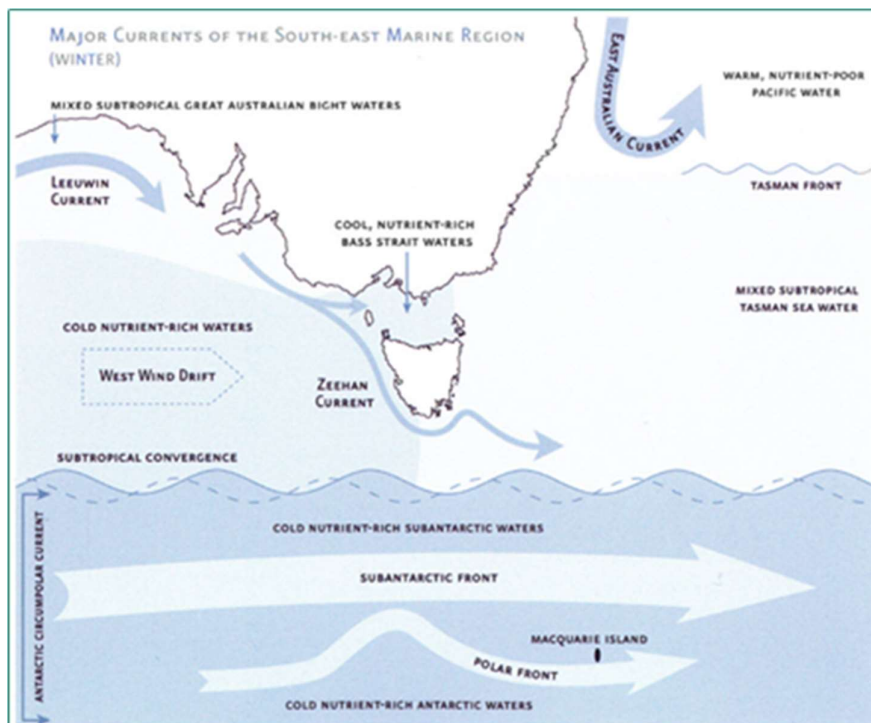 MAJOR CURRENTS OF THE SOUTH-EAST MARINE REGION
(WINTER)
MIXED SUBTROPICAL GREAT AUSTRALIAN BIGHT WATERS
EAST AUSTRALIAN CURRENT
WARM, NUTRIENT-POOR
PACIFIC WATER
LEEUWIN
CURRENT
TASMAN FRONT
COOL, NUTRIENT-RICH
BASS STRAIT WATERS
MIXED SUBTROPICAL
TASMAN SEA WATER
COLD NUTRIENT-RICH WATERS
WEST WIND DRIFT
ZEEHAN
CURRENT
SUBTROPICAL CONVERGENCE
ANTARCTIC CIRCUMPOLAR CURRENT
COLD NUTRIENT-RICH SUBANTARCTIC WATERS
SUBANTARCTIC FRONT
MACQUARIE ISLAND
POLAR FRONT
COLD NUTRIENT-RICH ANTARCTIC WATERS